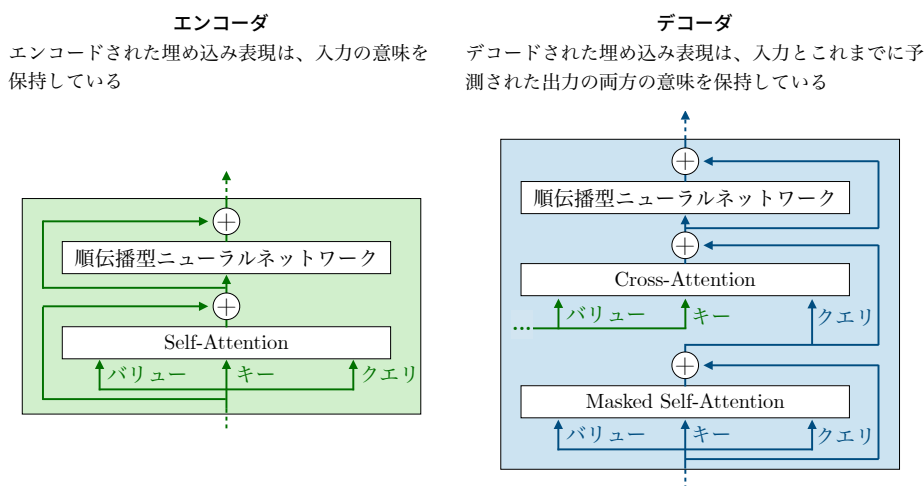 エンコーダ
エンコードされた埋め込み表現は、入力の意味を
保持している
順伝播型ニューラルネットワーク
Self-Attention
バリュー
キー
クエリ
デコーダ
デコードされた埋め込み表現は、入力とこれまでに予
測された出力の両方の意味を保持している
順伝播型ニューラルネットワーク
Cross-Attention
...
バリュー
キー
クエリ
Masked Self-Attention
バリュー
キー
クエリ